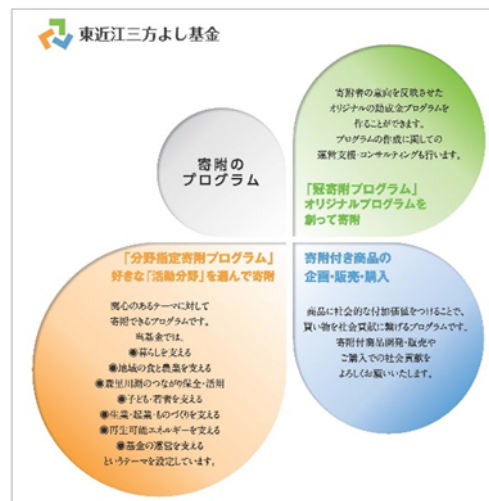 東近江三方よし基金
寄附の
プログラム
寄附者の意向を反映させた
オリジナルの助成金プログラムを
作ることができます。
プログラムの作成に関しての
運営支援・コンサルティングも行います。
「冠寄附プログラム」
オリジナルプログラムを
創って寄附
「分野指定寄附プログラム」
好きな「活動分野」を選んで寄附
関心のあるテーマに対して
寄附できるプログラムです。
当基金では、
◉暮らしを支える
◉地域の食と農業を支える
◉森里川湖のつながり保全・活用
◉子ども・若者を支える
◉生業・起業・ものづくりを支える
◉再生可能エネルギーを支える
◉基金の運営を支える
というテーマを設定しています。
寄附付き商品の
企画・販売・購入
商品に社会的な付加価値をつけることで、
買い物を社会貢献に繋げるプログラムです。
寄附付商品開発・販売や
ご購入での社会貢献を
よろしくお願いいたします。